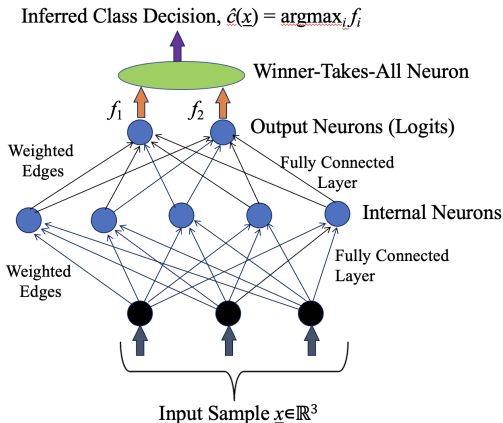 Inferred Class Decision, ĉ(x) = argmaxᵢ fᵢ
Winner-Takes-All Neuron
f₁
f₂
Output Neurons (Logits)
Weighted
Edges
Fully Connected
Layer
Internal Neurons
Weighted
Edges
Fully Connected
Layer
Input Sample x∈ℝ³